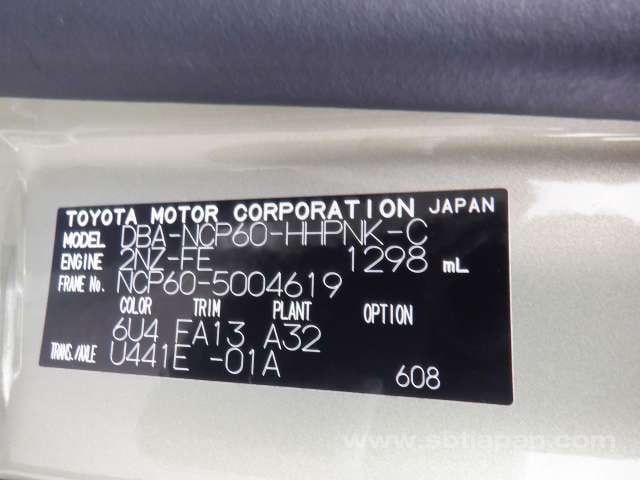 TOYOTA MOTOR CORPORATION JAPAN
MODEL DBA-NCP60-HHPNK-C
ENGINE 2NZ-FE 1298 mL
FRAME No. NCP60-5004619
COLOR TRIM PLANT OPTION
6U4 FA13 A32
TRANS./AXLE U441E -01A
608
www.sbtjapan.com